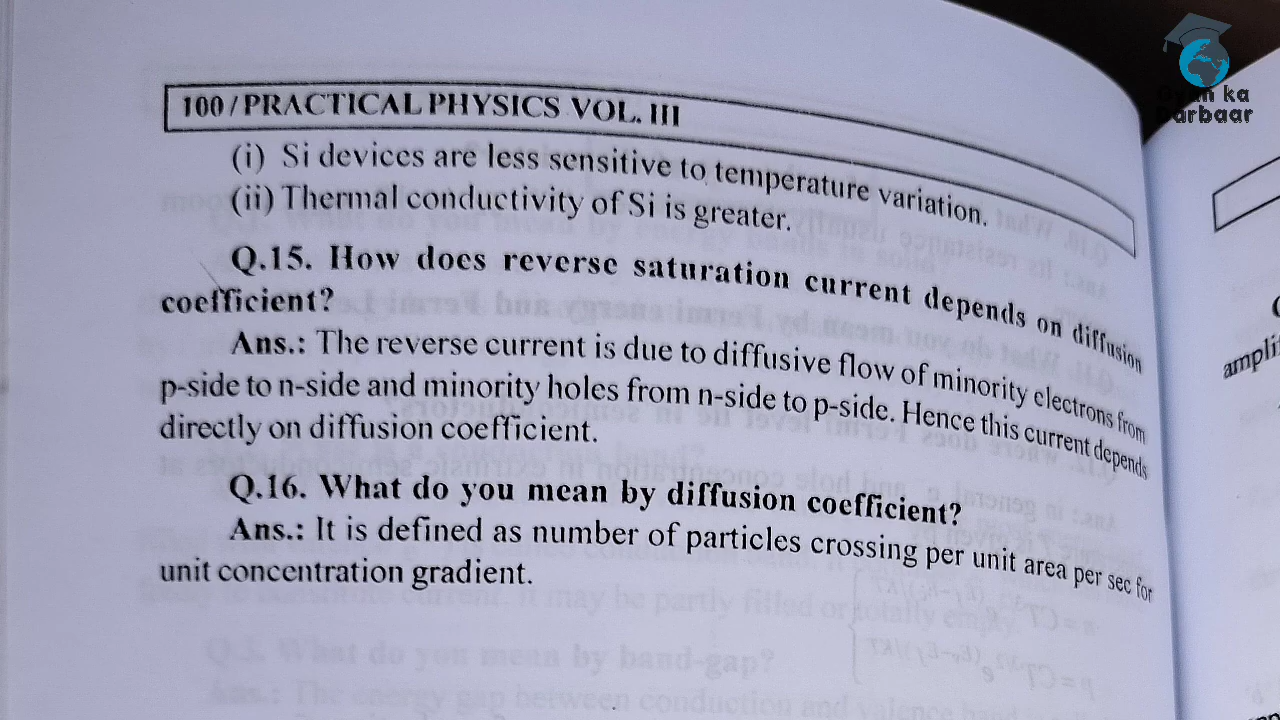 Gyan ka
Darbaar
100/PRACTICAL PHYSICS VOL. III
(i) Si devices are less sensitive to temperature variation.
(ii) Thermal conductivity of Si is greater.
Q.15. How does reverse saturation current depends on diffusion
coefficient?
Ans.: The reverse current is due to diffusive flow of minority electrons from
p-side to n-side and minority holes from n-side to p-side. Hence this current depends
directly on diffusion coefficient.
Q.16. What do you mean by diffusion coefficient?
Ans.: It is defined as number of particles crossing per unit area per sec for
unit concentration gradient.